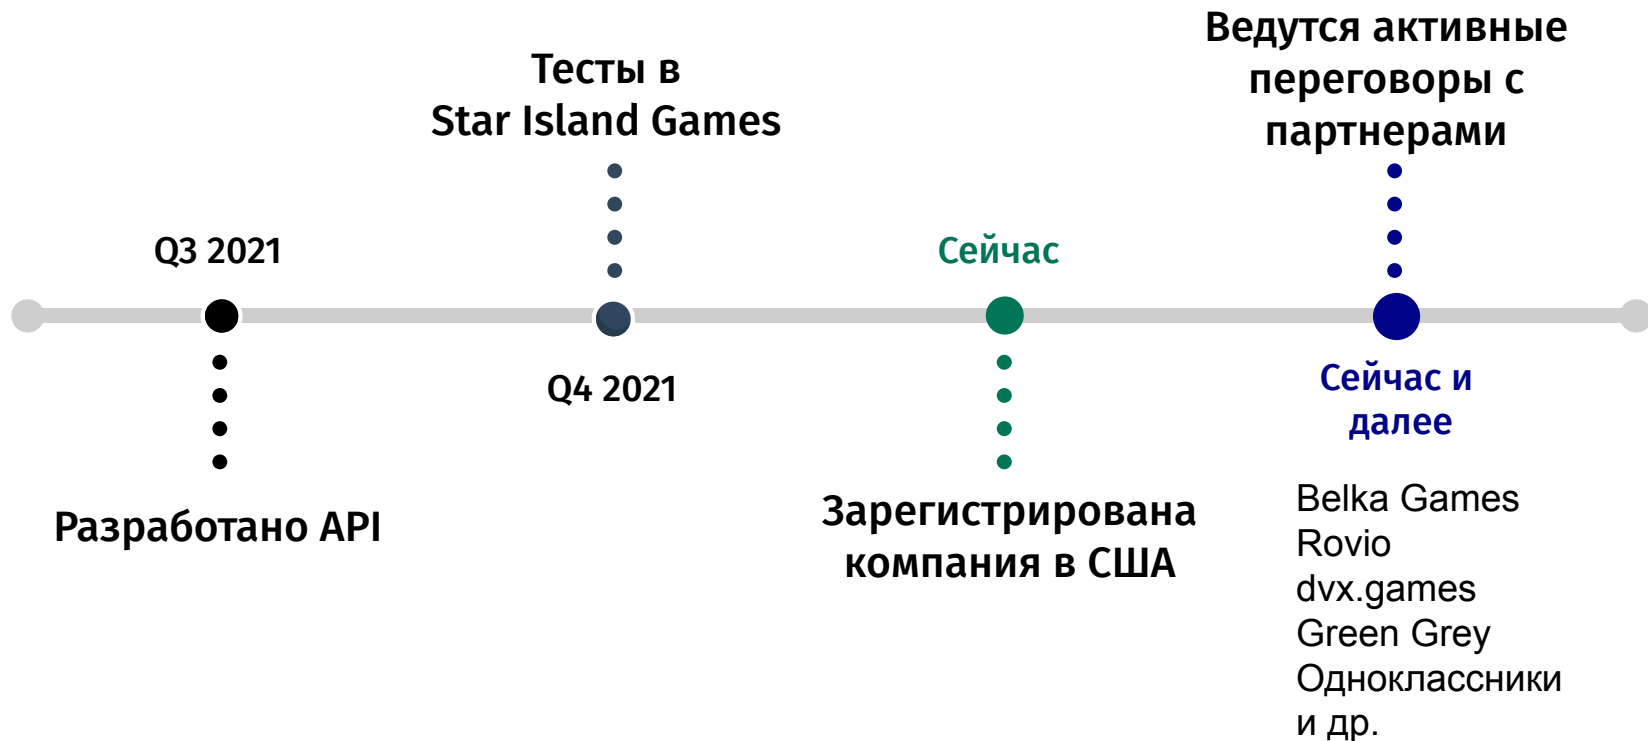 Q3 2021
Разработано API
Тесты в
Star Island Games
Q4 2021
Сейчас
Зарегистрирована
компания в США
Ведутся активные
переговоры с
партнерами
Сейчас и
далее
Belka Games
Rovio
dvx.games
Green Grey
Одноклассники
и др.